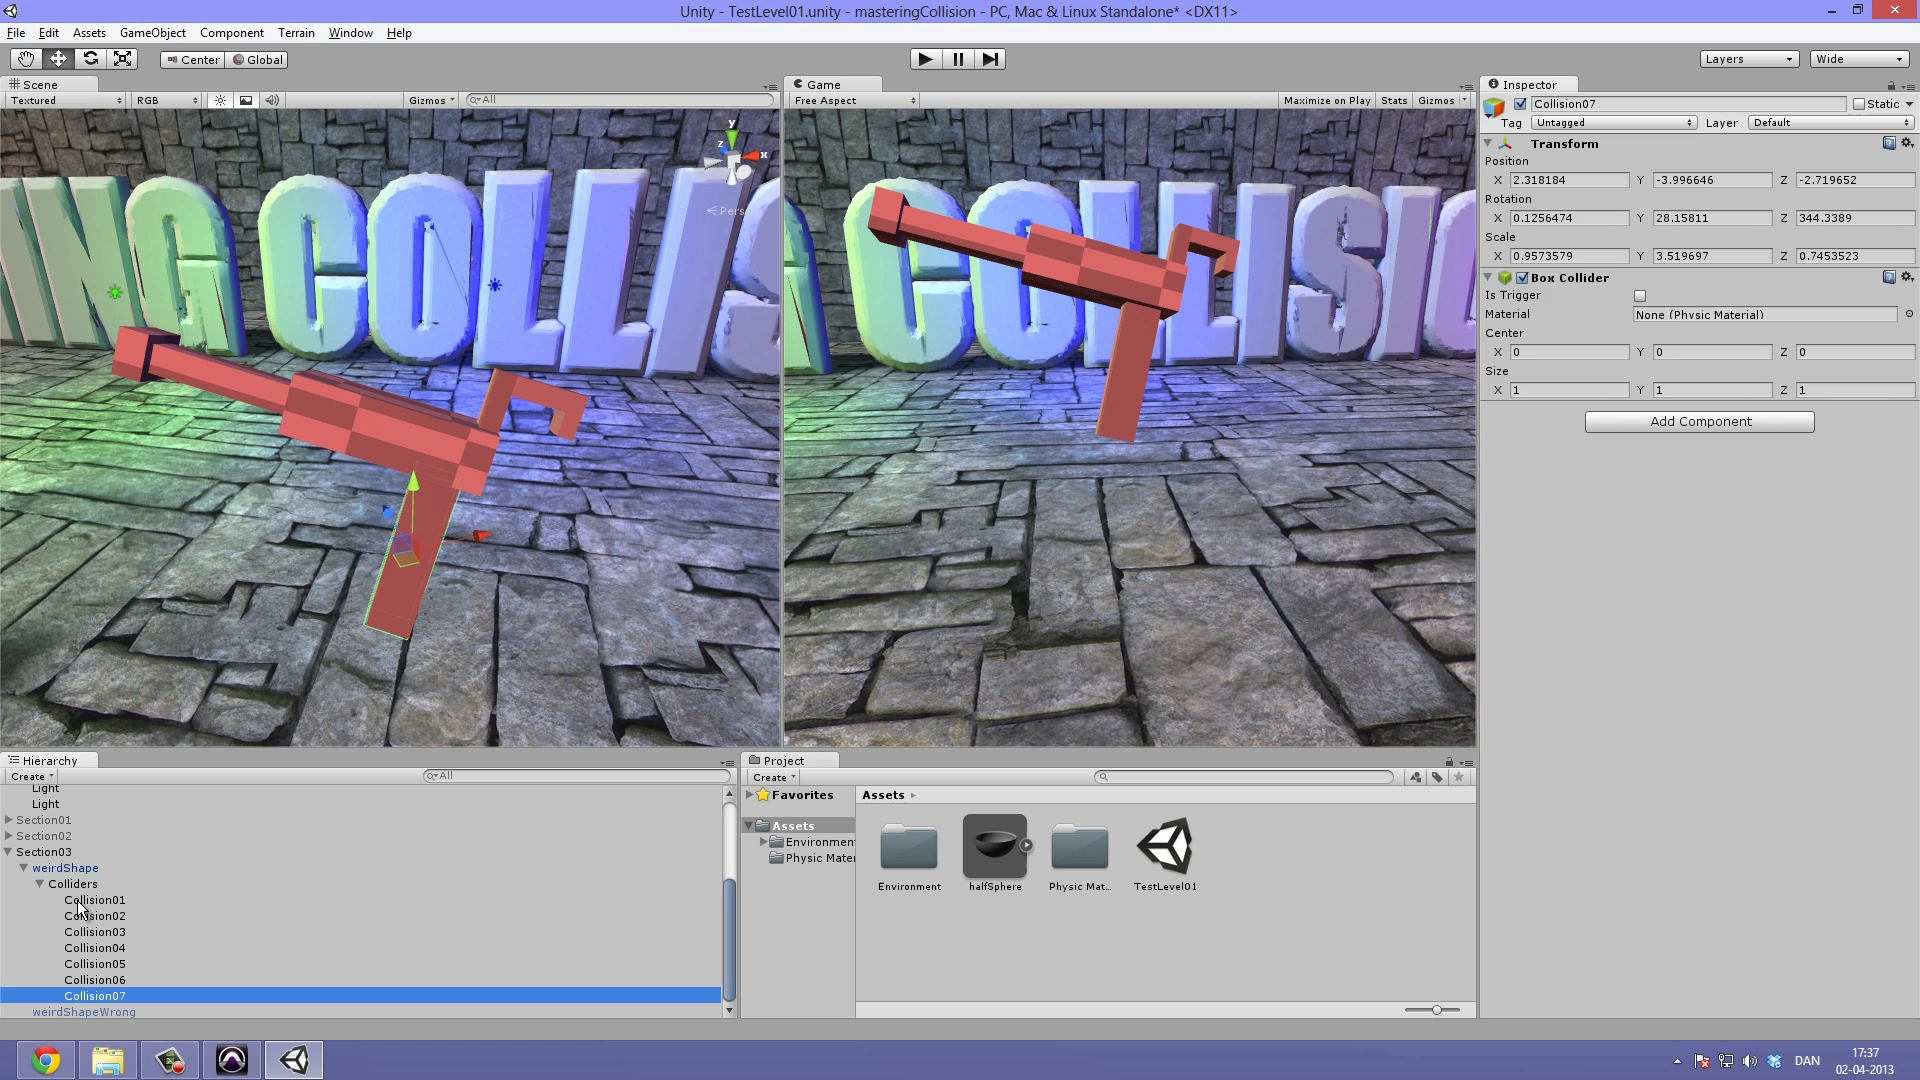 Unity - TestLevel01.unity - masteringCollision - PC, Mac & Linux Standalone* <DX11>
File Edit Assets GameObject Component Terrain Window Help
Center Global
Layers Wide
Scene
Textured RGB Gizmos All
y
z x
Pers
ING COLLIS
Game
Free Aspect Maximize on Play Stats Gizmos
G COLLISIO
Inspector
Collision07 Static
Tag Untagged Layer Default
Transform
Position
X 2.318184 Y -3.996646 Z -2.719652
Rotation
X 0.1256474 Y 28.15811 Z 344.3389
Scale
X 0.9573579 Y 3.519697 Z 0.7453523
Box Collider
Is Trigger
Material None (Physic Material)
Center
X 0 Y 0 Z 0
Size
X 1 Y 1 Z 1
Add Component
Hierarchy
Create All
Light
Light
Section01
Section02
Section03
weirdShape
Colliders
Collision01
Collision02
Collision03
Collision04
Collision05
Collision06
Collision07
weirdShapeWrong
Project
Create
Favorites
Assets
Environmen
Physic Mate
Assets
Environment halfSphere Physic Mat... TestLevel01
DAN
17:37
02-04-2013